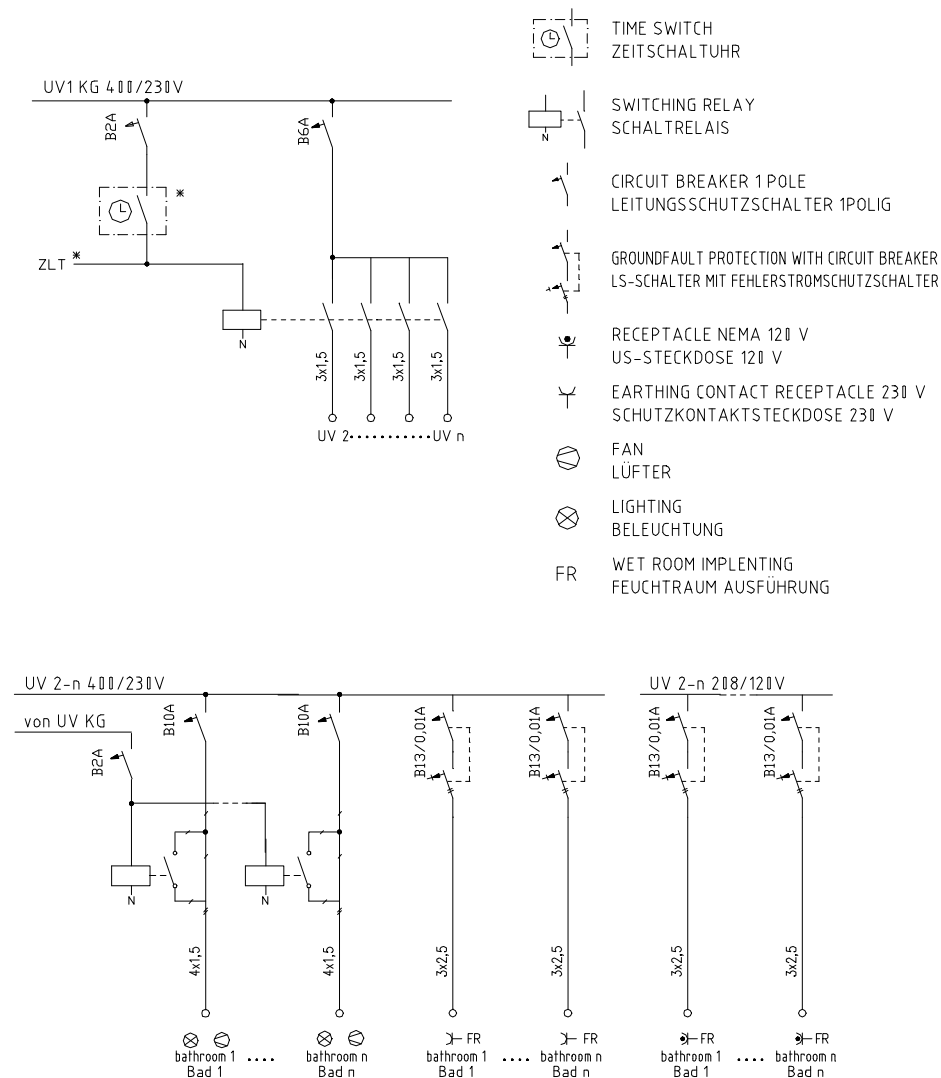 TIME SWITCH
ZEITSCHALTUHR
N
SWITCHING RELAY
SCHALTRELAIS
CIRCUIT BREAKER 1 POLE
LEITUNGSSCHUTZSCHALTER 1POLIG
GROUNDFAULT PROTECTION WITH CIRCUIT BREAKER
LS-SCHALTER MIT FEHLERSTROMSCHUTZSCHALTER
RECEPTACLE NEMA 120 V
US-STECKDOSE 120 V
EARTHING CONTACT RECEPTACLE 230 V
SCHUTZKONTAKTSTECKDOSE 230 V
FAN
LÜFTER
LIGHTING
BELEUCHTUNG
FR
WET ROOM IMPLENTING
FEUCHTRAUM AUSFÜHRUNG
UV1 KG 400/230V
B2A
B6A
*
ZLT *
N
3x1,5
3x1,5
3x1,5
3x1,5
UV 2............UV n
UV 2-n 400/230V
UV 2-n 208/120V
von UV KG
B2A
B10A
B10A
B13/0,01A
B13/0,01A
B13/0,01A
B13/0,01A
N
N
4x1,5
4x1,5
3x2,5
3x2,5
3x2,5
3x2,5
FR
FR
FR
FR
bathroom 1 .... bathroom n
Bad 1 Bad n
bathroom 1 .... bathroom n
Bad 1 Bad n
bathroom 1 .... bathroom n
Bad 1 Bad n